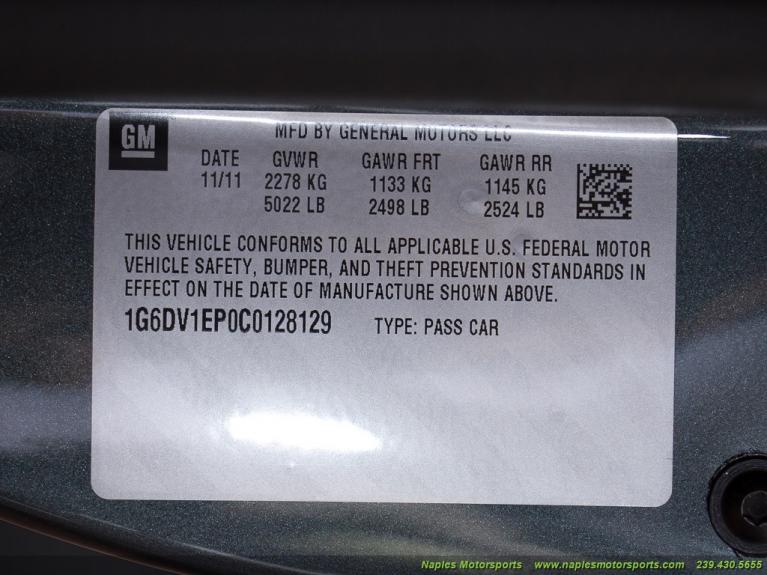 GM
MFD BY GENERAL MOTORS LLC
DATE GVWR GAWR FRT GAWR RR
11/11 2278 KG 1133 KG 1145 KG
5022 LB 2498 LB 2524 LB
THIS VEHICLE CONFORMS TO ALL APPLICABLE U.S. FEDERAL MOTOR
VEHICLE SAFETY, BUMPER, AND THEFT PREVENTION STANDARDS IN
EFFECT ON THE DATE OF MANUFACTURE SHOWN ABOVE.
1G6DV1EP0C0128129 TYPE: PASS CAR
Naples Motorsports www.naplesmotorsports.com 239.430.5655